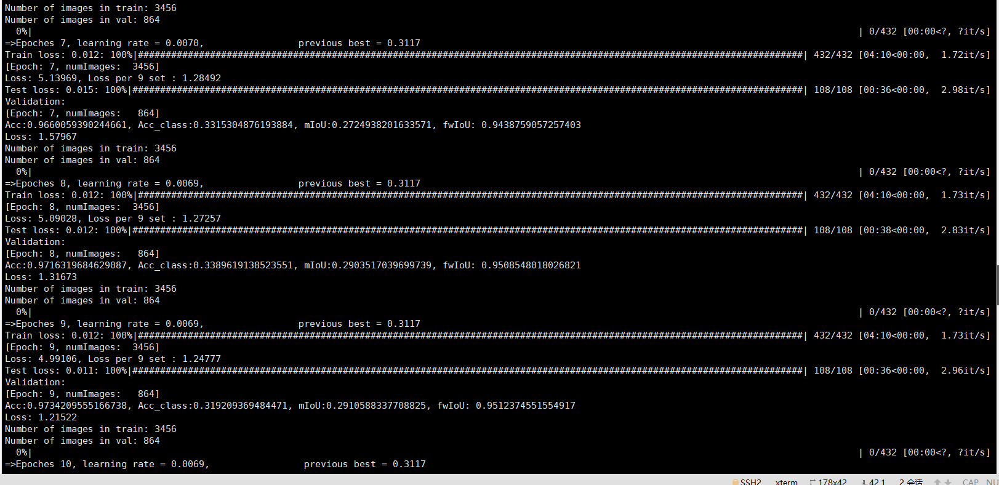 Number of images in train: 3456
Number of images in val: 864
0%| | 0/432 [00:00<?, ?it/s]
=>Epoches 7, learning rate = 0.0070, previous best = 0.3117
Train loss: 0.012: 100%|########################################################################################################################| 432/432 [04:10<00:00, 1.72it/s]
[Epoch: 7, numImages: 3456]
Loss: 5.13969, Loss per 9 set : 1.28492
Test loss: 0.015: 100%|#########################################################################################################################| 108/108 [00:36<00:00, 2.98it/s]
Validation:
[Epoch: 7, numImages: 864]
Acc:0.9660059390244661, Acc_class:0.3315304876193884, mIoU:0.2724938201633571, fwIoU: 0.9438759057257403
Loss: 1.57967
Number of images in train: 3456
Number of images in val: 864
0%| | 0/432 [00:00<?, ?it/s]
=>Epoches 8, learning rate = 0.0069, previous best = 0.3117
Train loss: 0.012: 100%|########################################################################################################################| 432/432 [04:10<00:00, 1.73it/s]
[Epoch: 8, numImages: 3456]
Loss: 5.09028, Loss per 9 set : 1.27257
Test loss: 0.012: 100%|#########################################################################################################################| 108/108 [00:38<00:00, 2.83it/s]
Validation:
[Epoch: 8, numImages: 864]
Acc:0.9716319684629087, Acc_class:0.3389619138523551, mIoU:0.2903517039699739, fwIoU: 0.9508548018026821
Loss: 1.31673
Number of images in train: 3456
Number of images in val: 864
0%| | 0/432 [00:00<?, ?it/s]
=>Epoches 9, learning rate = 0.0069, previous best = 0.3117
Train loss: 0.012: 100%|########################################################################################################################| 432/432 [04:10<00:00, 1.73it/s]
[Epoch: 9, numImages: 3456]
Loss: 4.99106, Loss per 9 set : 1.24777
Test loss: 0.011: 100%|#########################################################################################################################| 108/108 [00:36<00:00, 2.96it/s]
Validation:
[Epoch: 9, numImages: 864]
Acc:0.9734209555166738, Acc_class:0.319209369484471, mIoU:0.2910588337708825, fwIoU: 0.9512374551554917
Loss: 1.21522
Number of images in train: 3456
Number of images in val: 864
0%| | 0/432 [00:00<?, ?it/s]
=>Epoches 10, learning rate = 0.0069, previous best = 0.3117
SSH2 xterm 178x42 42,1 2 会话 CAP NU